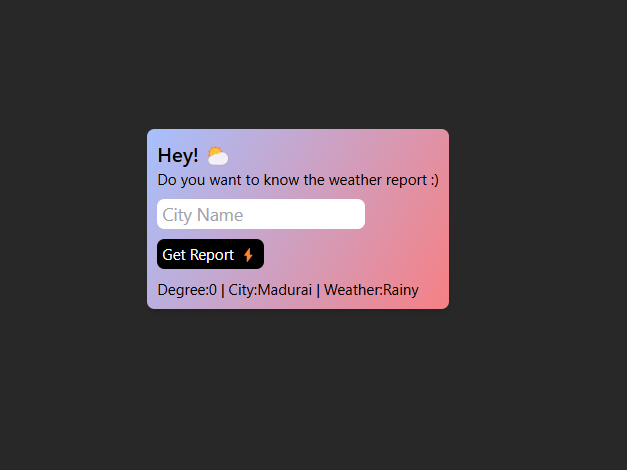 Hey! 🌤️
Do you want to know the weather report :)
City Name
Get Report ⚡
Degree:0 | City:Madurai | Weather:Rainy